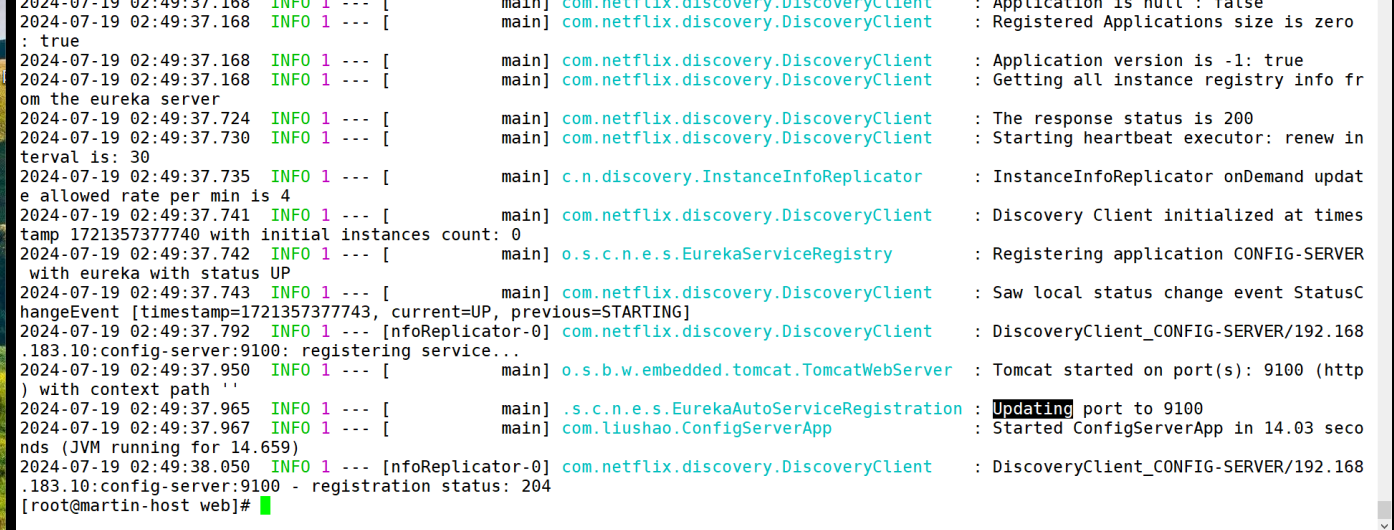 2024-07-19 02:49:37.168  INFO 1 --- [           main] com.netflix.discovery.DiscoveryClient    : Application is null : false
2024-07-19 02:49:37.168  INFO 1 --- [           main] com.netflix.discovery.DiscoveryClient    : Registered Applications size is zero
: true
2024-07-19 02:49:37.168  INFO 1 --- [           main] com.netflix.discovery.DiscoveryClient    : Application version is -1: true
2024-07-19 02:49:37.168  INFO 1 --- [           main] com.netflix.discovery.DiscoveryClient    : Getting all instance registry info fr
om the eureka server
2024-07-19 02:49:37.724  INFO 1 --- [           main] com.netflix.discovery.DiscoveryClient    : The response status is 200
2024-07-19 02:49:37.730  INFO 1 --- [           main] com.netflix.discovery.DiscoveryClient    : Starting heartbeat executor: renew in
terval is: 30
2024-07-19 02:49:37.735  INFO 1 --- [           main] c.n.discovery.InstanceInfoReplicator     : InstanceInfoReplicator onDemand updat
e allowed rate per min is 4
2024-07-19 02:49:37.741  INFO 1 --- [           main] com.netflix.discovery.DiscoveryClient    : Discovery Client initialized at times
tamp 1721357377740 with initial instances count: 0
2024-07-19 02:49:37.742  INFO 1 --- [           main] o.s.c.n.e.s.EurekaServiceRegistry        : Registering application CONFIG-SERVER
 with eureka with status UP
2024-07-19 02:49:37.743  INFO 1 --- [           main] com.netflix.discovery.DiscoveryClient    : Saw local status change event StatusC
hangeEvent [timestamp=1721357377743, current=UP, previous=STARTING]
2024-07-19 02:49:37.792  INFO 1 --- [nfoReplicator-0] com.netflix.discovery.DiscoveryClient    : DiscoveryClient_CONFIG-SERVER/192.168
.183.10:config-server:9100: registering service...
2024-07-19 02:49:37.950  INFO 1 --- [           main] o.s.b.w.embedded.tomcat.TomcatWebServer  : Tomcat started on port(s): 9100 (http
) with context path ''
2024-07-19 02:49:37.965  INFO 1 --- [           main] .s.c.n.e.s.EurekaAutoServiceRegistration : Updating port to 9100
2024-07-19 02:49:37.967  INFO 1 --- [           main] com.liushao.ConfigServerApp              : Started ConfigServerApp in 14.03 seco
nds (JVM running for 14.659)
2024-07-19 02:49:38.050  INFO 1 --- [nfoReplicator-0] com.netflix.discovery.DiscoveryClient    : DiscoveryClient_CONFIG-SERVER/192.168
.183.10:config-server:9100 - registration status: 204
[root@martin-host web]#